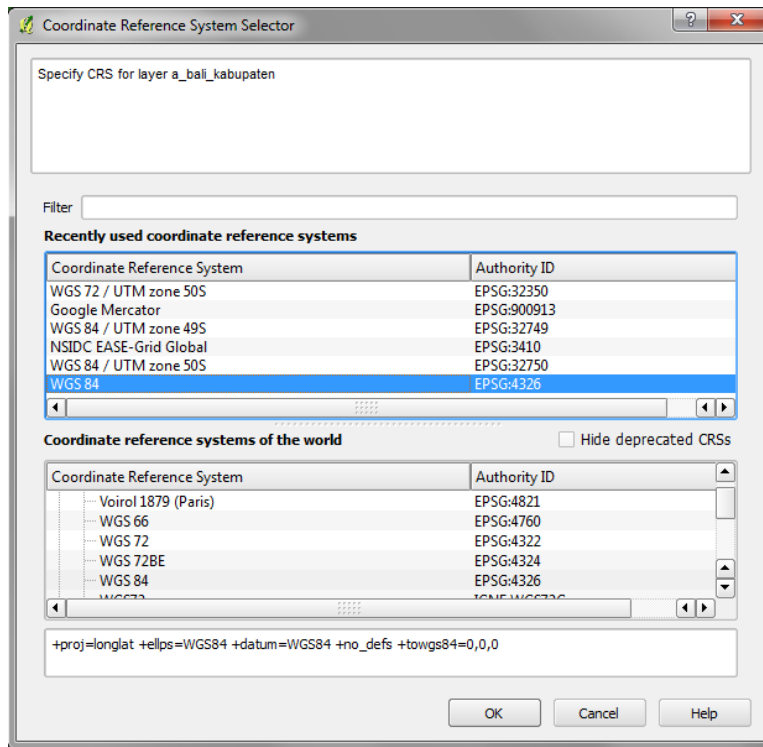 Coordinate Reference System Selector
Specify CRS for layer a_bali_kabupaten
Filter
Recently used coordinate reference systems
Coordinate Reference System Authority ID
WGS 72 / UTM zone 50S EPSG:32350
Google Mercator EPSG:900913
WGS 84 / UTM zone 49S EPSG:32749
NSIDC EASE-Grid Global EPSG:3410
WGS 84 / UTM zone 50S EPSG:32750
WGS 84 EPSG:4326
Coordinate reference systems of the world Hide deprecated CRSs
Coordinate Reference System Authority ID
Voirol 1879 (Paris) EPSG:4821
WGS 66 EPSG:4760
WGS 72 EPSG:4322
WGS 72BE EPSG:4324
WGS 84 EPSG:4326
+proj=longlat +ellps=WGS84 +datum=WGS84 +no_defs +towgs84=0,0,0
OK Cancel Help